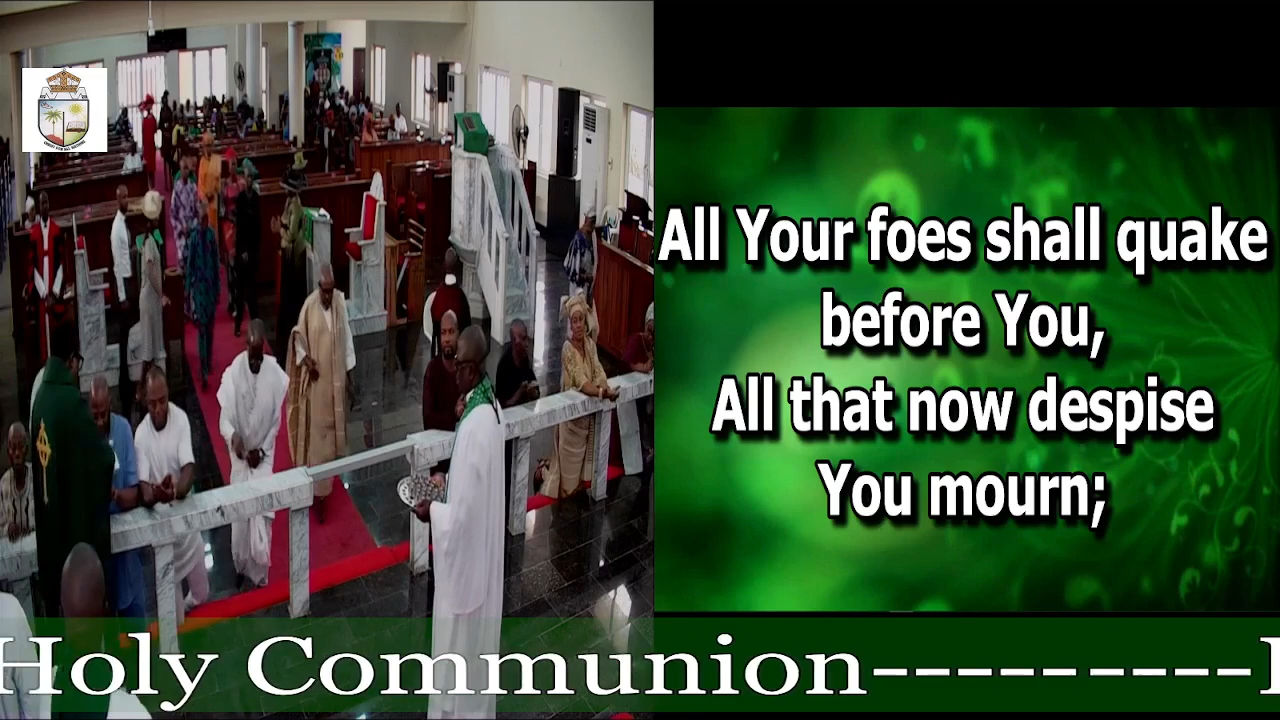 All Your foes shall quake
before You,
All that now despise
You mourn;
Holy Communion---------